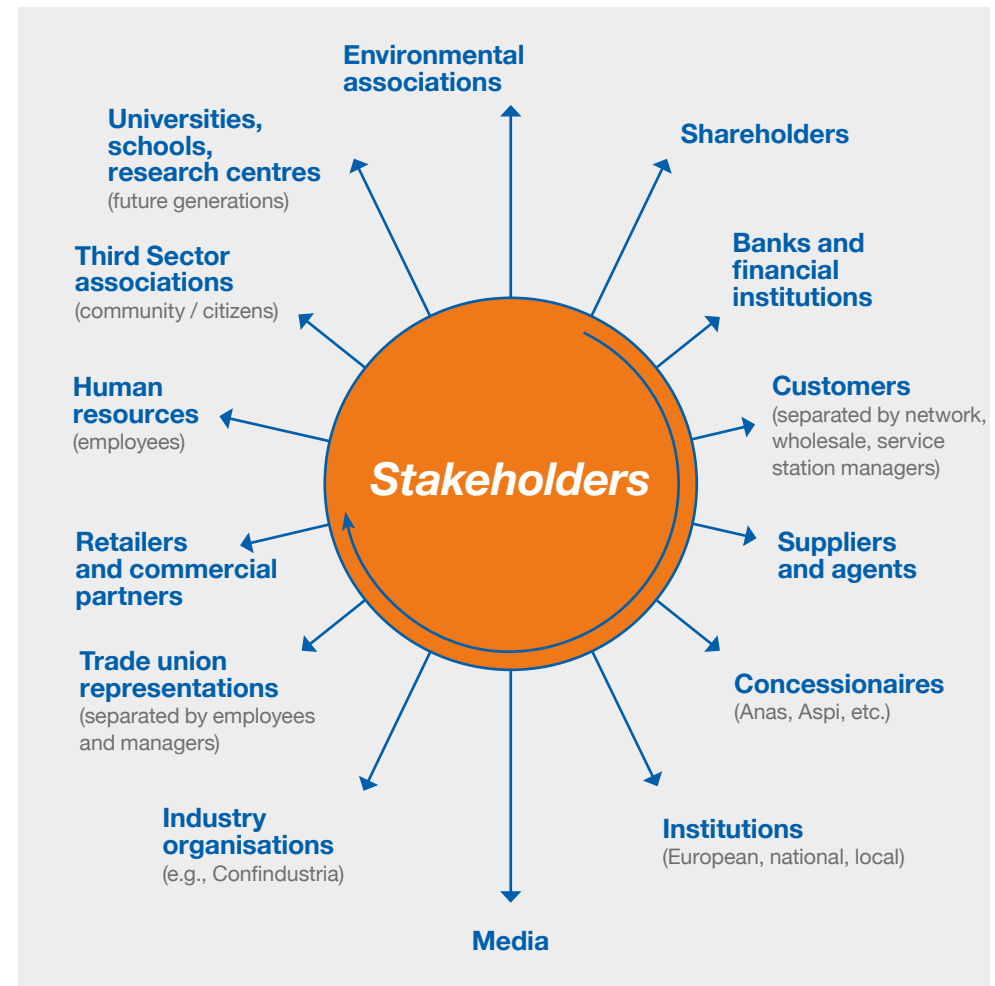 Environmental
associations
Shareholders
Banks and
financial
institutions
Customers
(separated by network,
wholesale, service
station managers)
Suppliers
and agents
Concessionaires
(Anas, Aspi, etc.)
Institutions
(European, national, local)
Media
Industry
organisations
(e.g., Confindustria)
Trade union
representations
(separated by employees
and managers)
Retailers
and commercial
partners
Human
resources
(employees)
Third Sector
associations
(community / citizens)
Universities,
schools,
research centres
(future generations)
Stakeholders